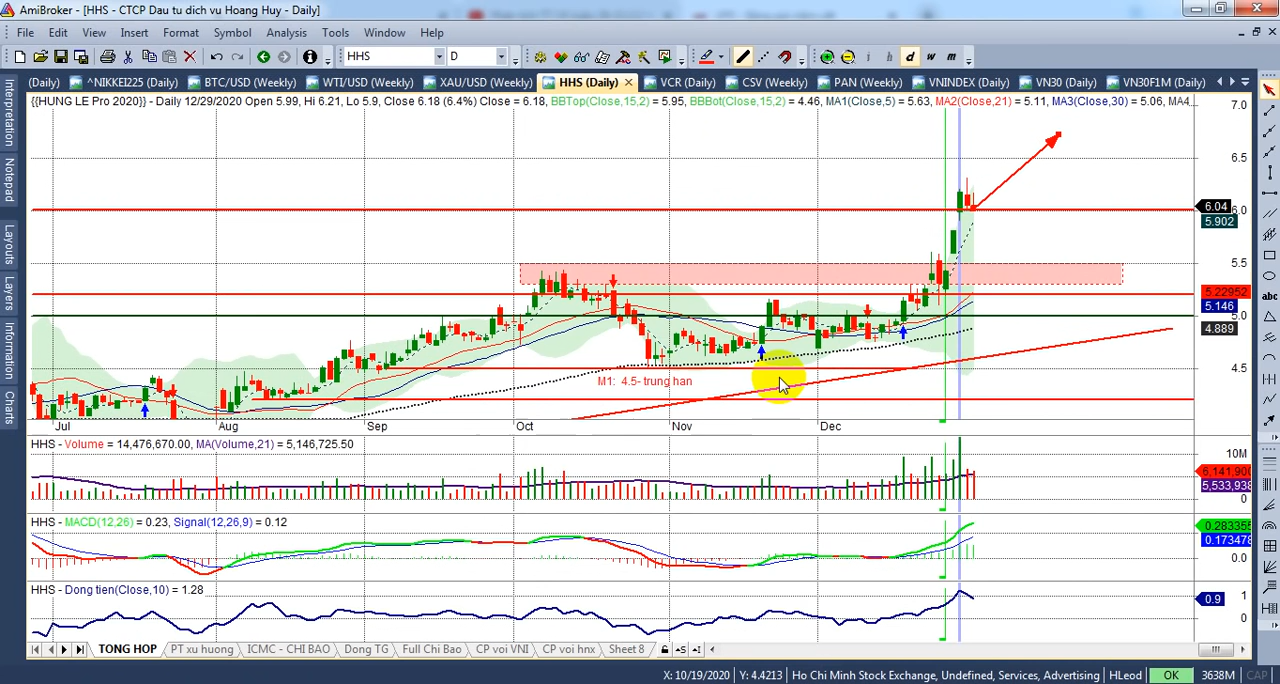 AmiBroker - [HHS - CTCP Dau tu dich vu Hoang Huy - Daily]
File Edit View Insert Format Symbol Analysis Tools Window Help
HHS D i h d w m
(Daily) ^NIKKEI225 (Daily) BTC/USD (Weekly) WTI/USD (Weekly) XAU/USD (Weekly) HHS (Daily) VCR (Daily) CSV (Weekly) PAN (Weekly) VNINDEX (Daily) VN30 (Daily) VN30F1M (Daily)
{{HUNG LE Pro 2020}} - Daily 12/29/2020 Open 5.99, Hi 6.21, Lo 5.9, Close 6.18 (6.4%) Close = 6.18, BBTop(Close,15,2) = 5.95, BBBot(Close,15,2) = 4.46, MA1(Close,5) = 5.63, MA2(Close,21) = 5.11, MA3(Close,30) = 5.06, MA4,
7.0
6.5
6.04
6.0
5.902
5.5
5.22952
5.146
5.0
4.889
4.5
M1: 4.5- trung han
Jul Aug Sep Oct Nov Dec
HHS - Volume = 14,476,670.00, MA(Volume,21) = 5,146,725.50
10M
6,141,900
5,533,938
0
HHS - MACD(12,26) = 0.23, Signal(12,26,9) = 0.12
0.283355
0.173478
0.0
HHS - Dong tien(Close,10) = 1.28
1
0.9
0
Interpretation
Notepad
Layouts
Layers
Information
Charts
abc
TONG HOP PT xu huong ICMC - CHI BAO Dong TG Full Chi Bao CP voi VNI CP voi hnx Sheet 8
X: 10/19/2020 Y: 4.4213 Ho Chi Minh Stock Exchange, Undefined, Services, Advertising HLeod OK 3638M CAP